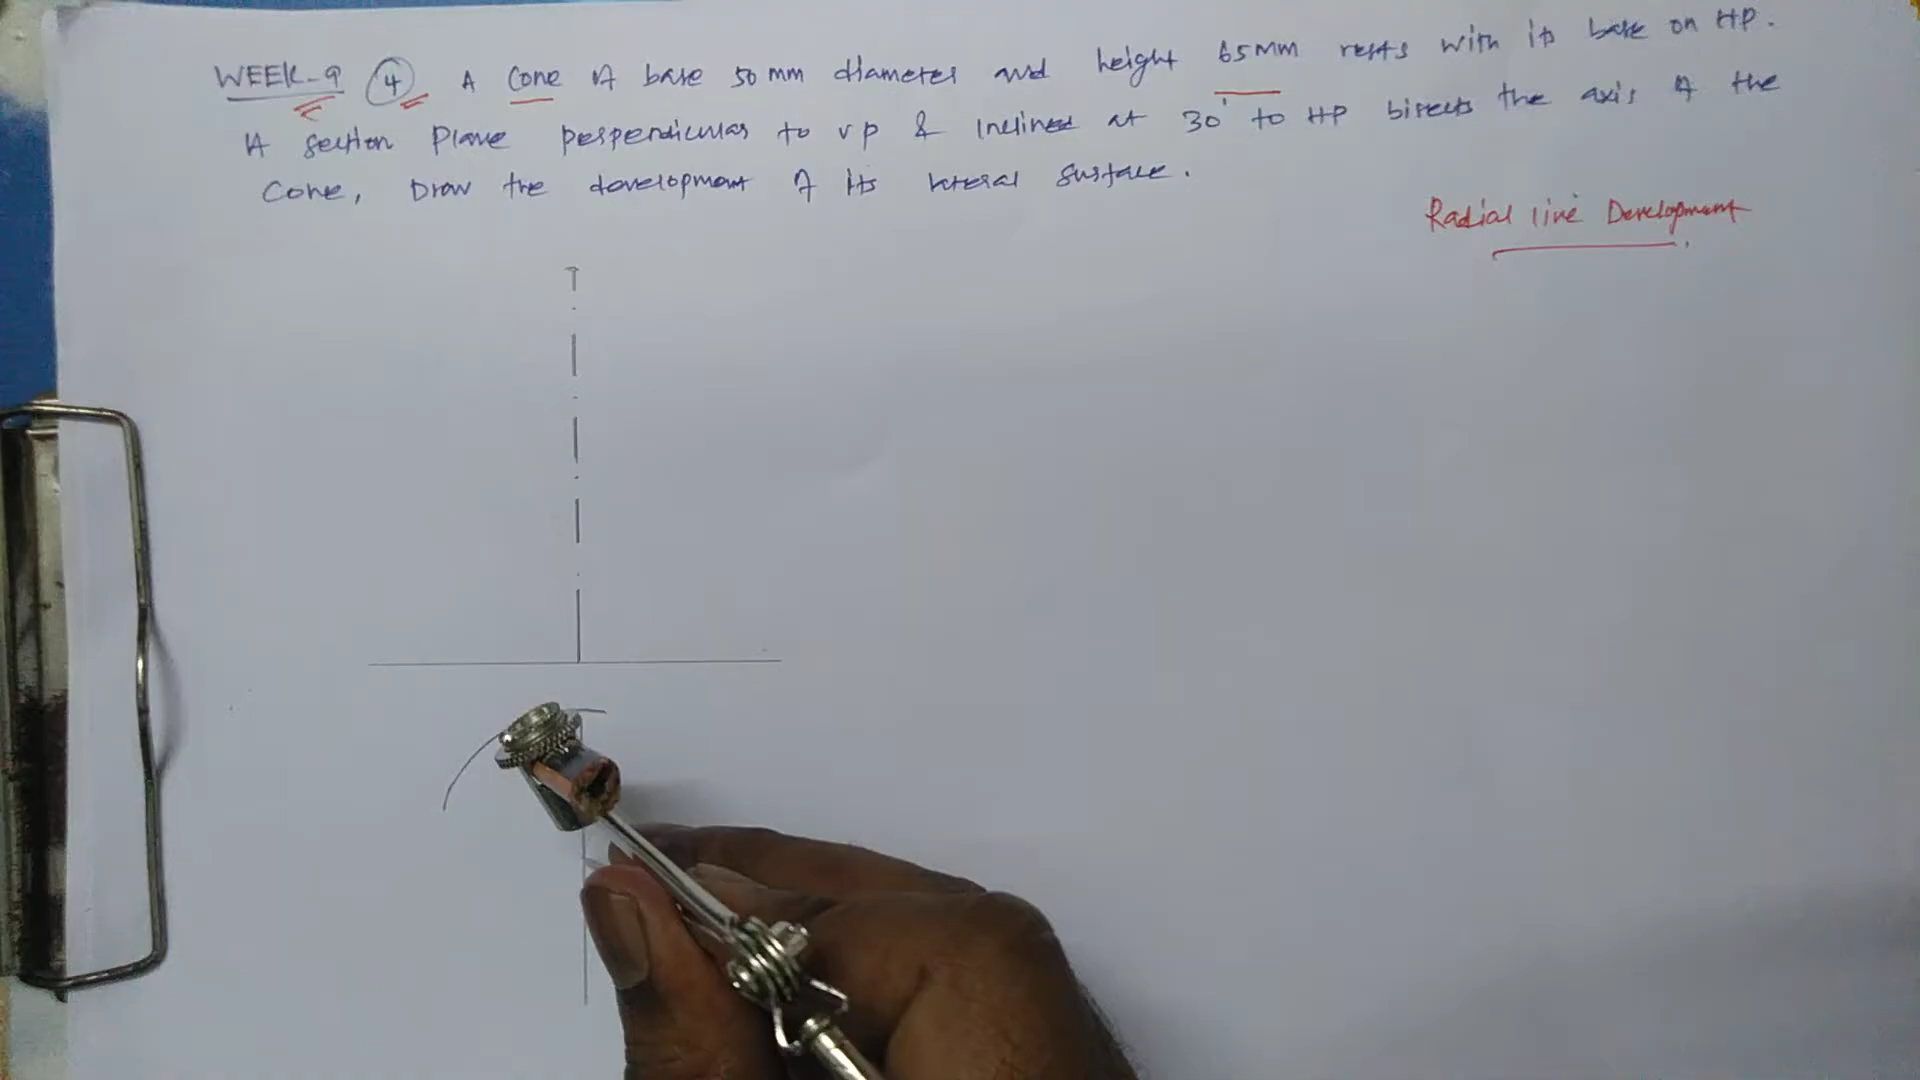 WEEK-9 ④ A Cone of base 50 mm diameter and height 65mm rests with its base on HP.
A section plane perpendicular to vp & Inclined at 30° to HP bisects the axis of the
Cone, Draw the development of its lateral surface.
Radial line Development